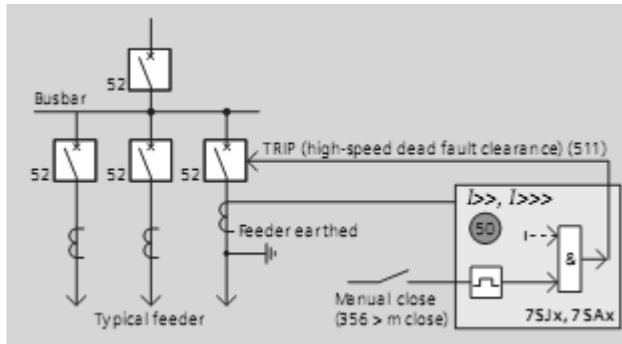 52
Busbar
52
52
52
TRIP (high-speed dead fault clearance) (511)
I>>, I>>>
50
Feeder earthed
&
Manual close
(356 > m close)
7SJx, 7SAx
Typical feeder